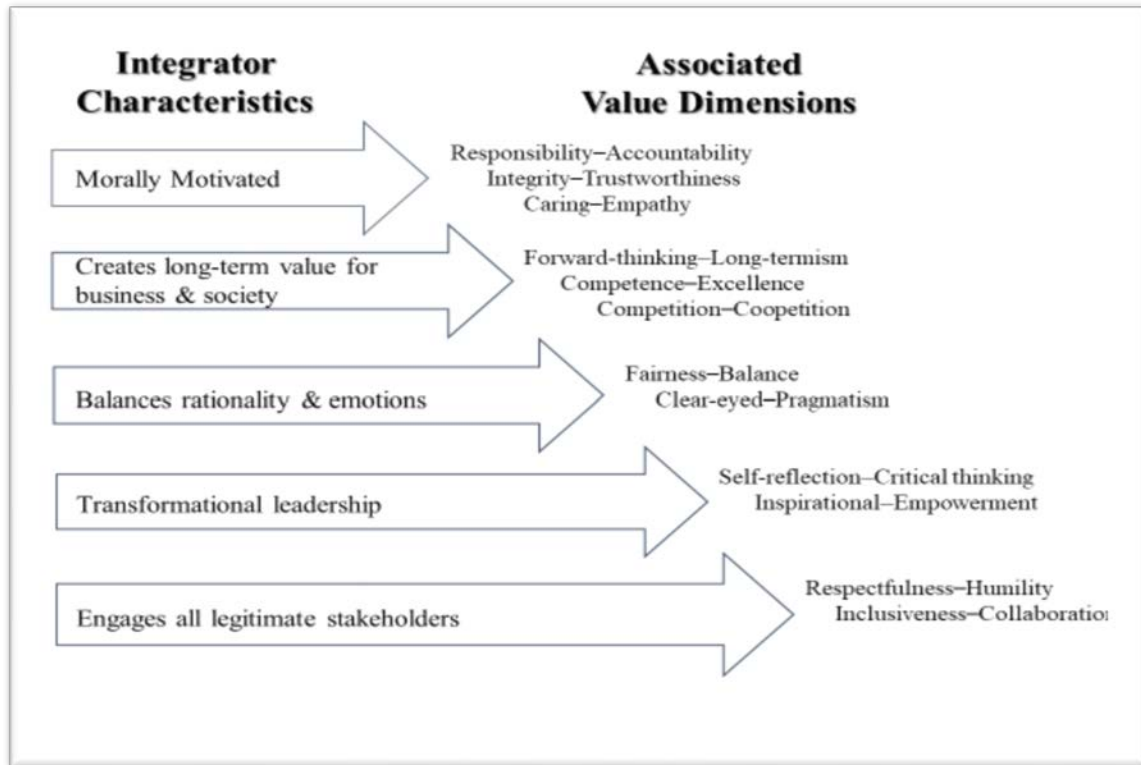 Integrator
Characteristics
Associated
Value Dimensions
Morally Motivated
Responsibility–Accountability
Integrity–Trustworthiness
Caring–Empathy
Creates long-term value for
business & society
Forward-thinking–Long-termism
Competence–Excellence
Competition–Coopetition
Balances rationality & emotions
Fairness–Balance
Clear-eyed–Pragmatism
Transformational leadership
Self-reflection–Critical thinking
Inspirational–Empowerment
Engages all legitimate stakeholders
Respectfulness–Humility
Inclusiveness–Collaboration